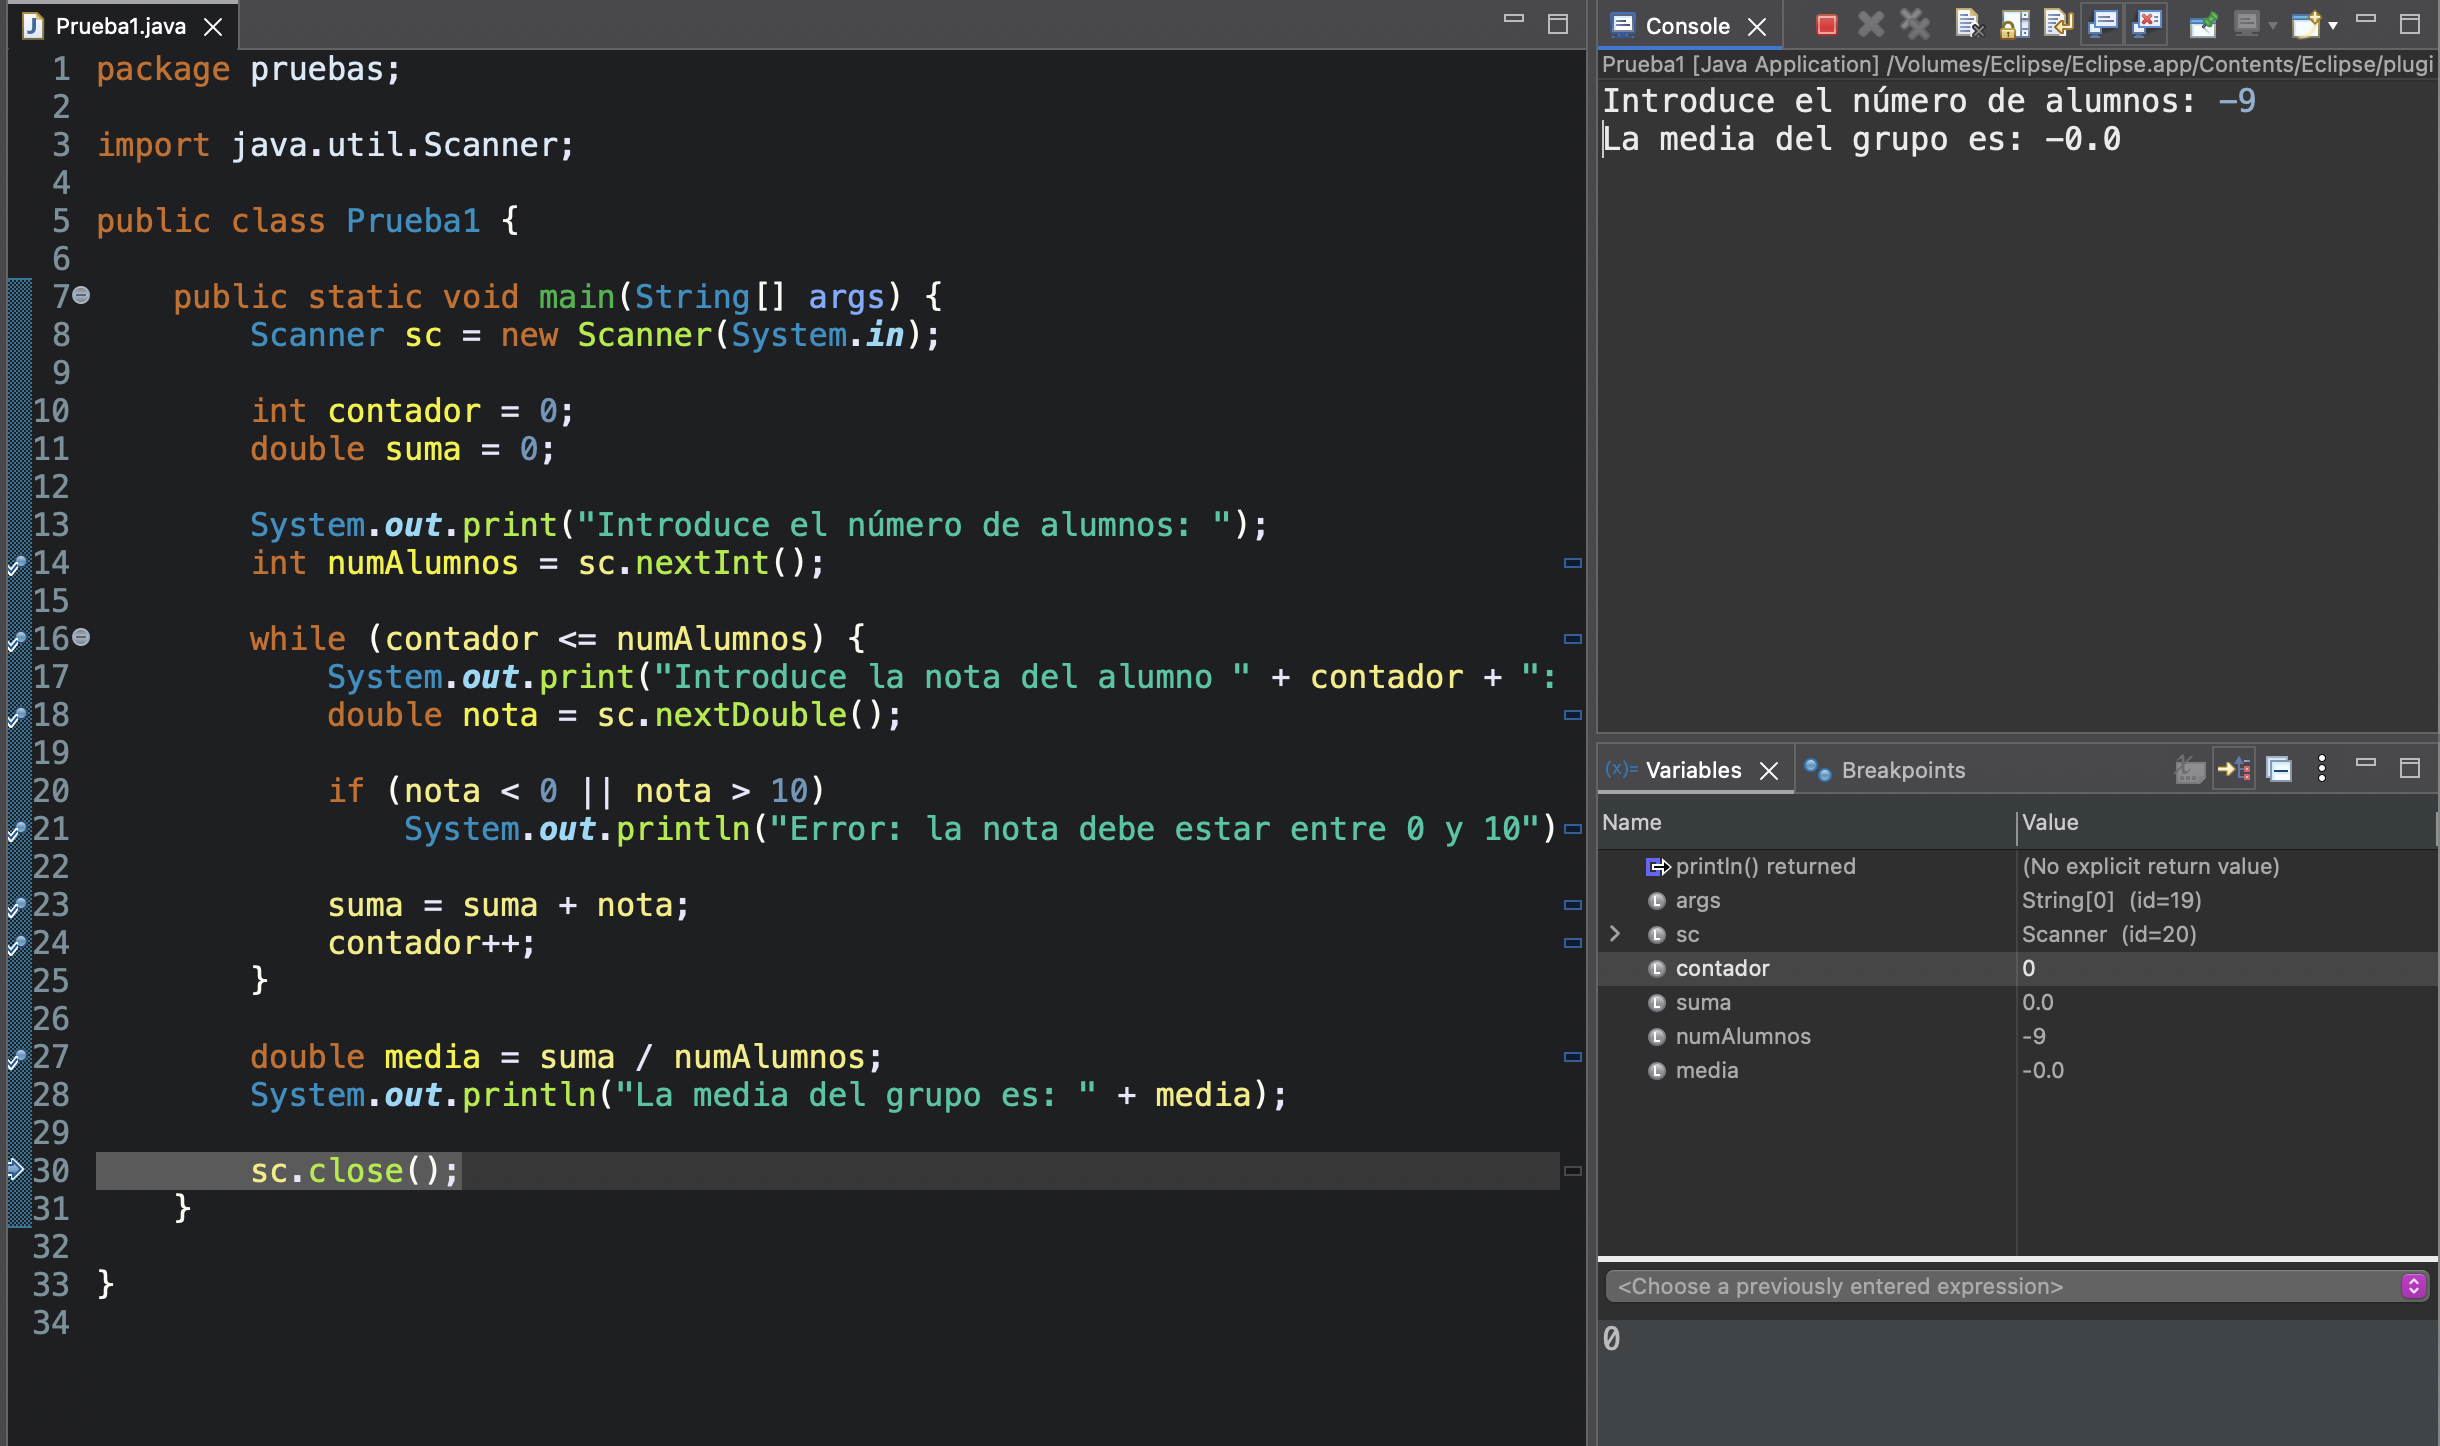 Prueba1.java
1 package pruebas;
2
3 import java.util.Scanner;
4
5 public class Prueba1 {
6
7 public static void main(String[] args) {
8 Scanner sc = new Scanner(System.in);
9
10 int contador = 0;
11 double suma = 0;
12
13 System.out.print("Introduce el número de alumnos: ");
14 int numAlumnos = sc.nextInt();
15
16 while (contador <= numAlumnos) {
17 System.out.print("Introduce la nota del alumno " + contador + ":
18 double nota = sc.nextDouble();
19
20 if (nota < 0 || nota > 10)
21 System.out.println("Error: la nota debe estar entre 0 y 10")
22
23 suma = suma + nota;
24 contador++;
25 }
26
27 double media = suma / numAlumnos;
28 System.out.println("La media del grupo es: " + media);
29
30 sc.close();
31 }
32
33 }
34
Console
Prueba1 [Java Application] /Volumes/Eclipse/Eclipse.app/Contents/Eclipse/plugi
Introduce el número de alumnos: -9
La media del grupo es: -0.0
(x)= Variables Breakpoints
Name Value
println() returned (No explicit return value)
args String[0] (id=19)
sc Scanner (id=20)
contador 0
suma 0.0
numAlumnos -9
media -0.0
<Choose a previously entered expression>
0